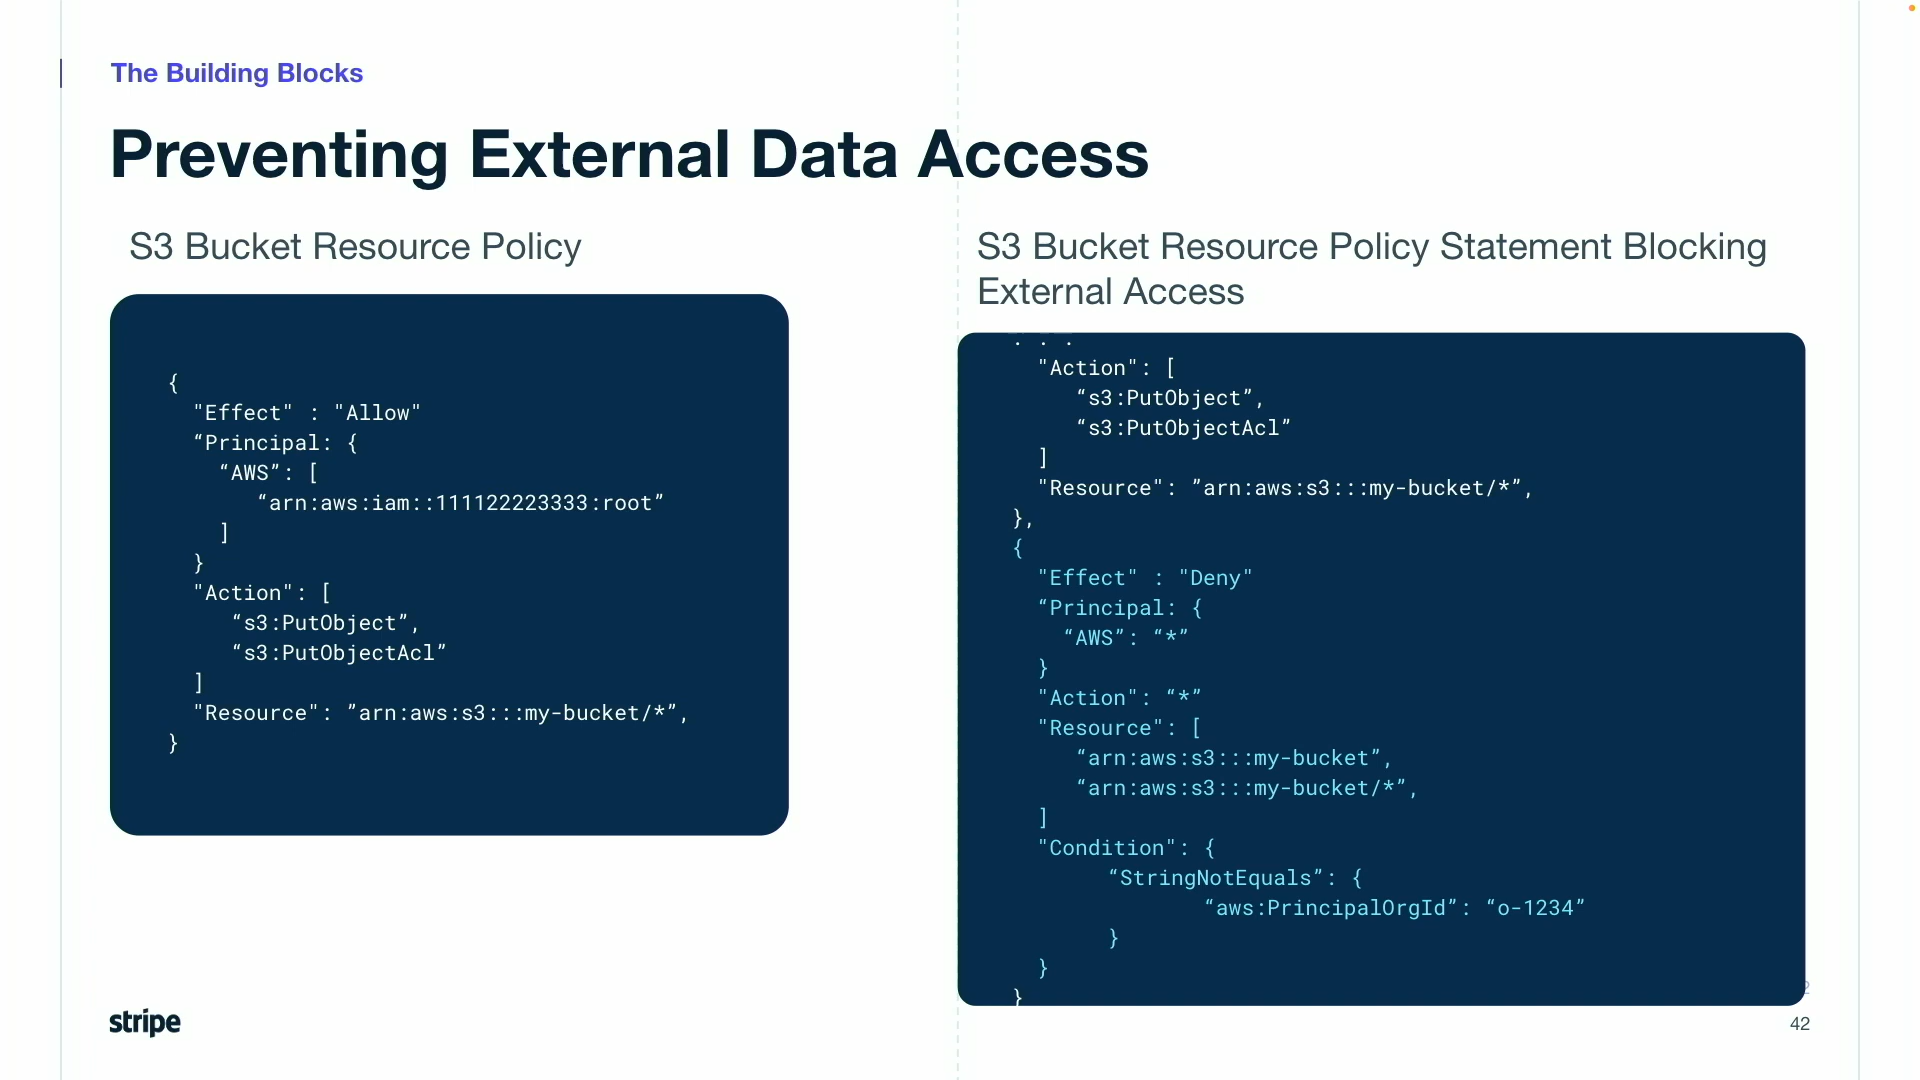 The Building Blocks
Preventing External Data Access
S3 Bucket Resource Policy
{
"Effect" : "Allow"
“Principal: {
“AWS”: [
“arn:aws:iam::111122223333:root”
]
}
"Action": [
“s3:PutObject”,
“s3:PutObjectAcl”
]
"Resource": ”arn:aws:s3:::my-bucket/*”,
}
S3 Bucket Resource Policy Statement Blocking
External Access
. . .
"Action": [
“s3:PutObject”,
“s3:PutObjectAcl”
]
"Resource": ”arn:aws:s3:::my-bucket/*”,
},
{
"Effect" : "Deny"
“Principal: {
“AWS”: “*”
}
"Action": “*”
"Resource": [
“arn:aws:s3:::my-bucket”,
“arn:aws:s3:::my-bucket/*”,
]
"Condition": {
“StringNotEquals”: {
“aws:PrincipalOrgId”: “o-1234”
}
}
}
stripe
42